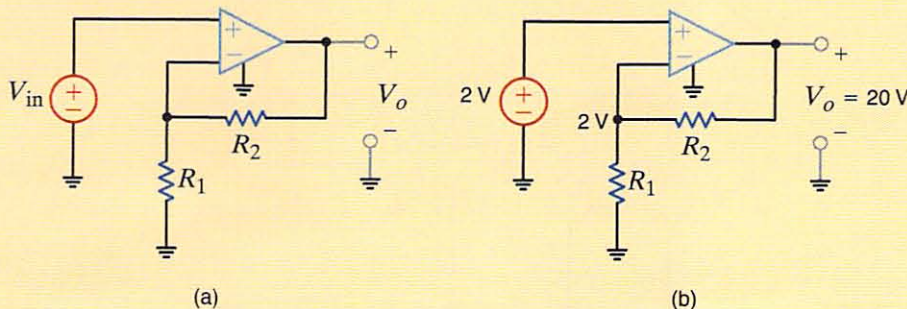 V_in
+
−
+
−
R_2
R_1
+
V_o
−
(a)
2 V
+
−
+
−
2 V
R_2
R_1
+
V_o = 20 V
−
(b)